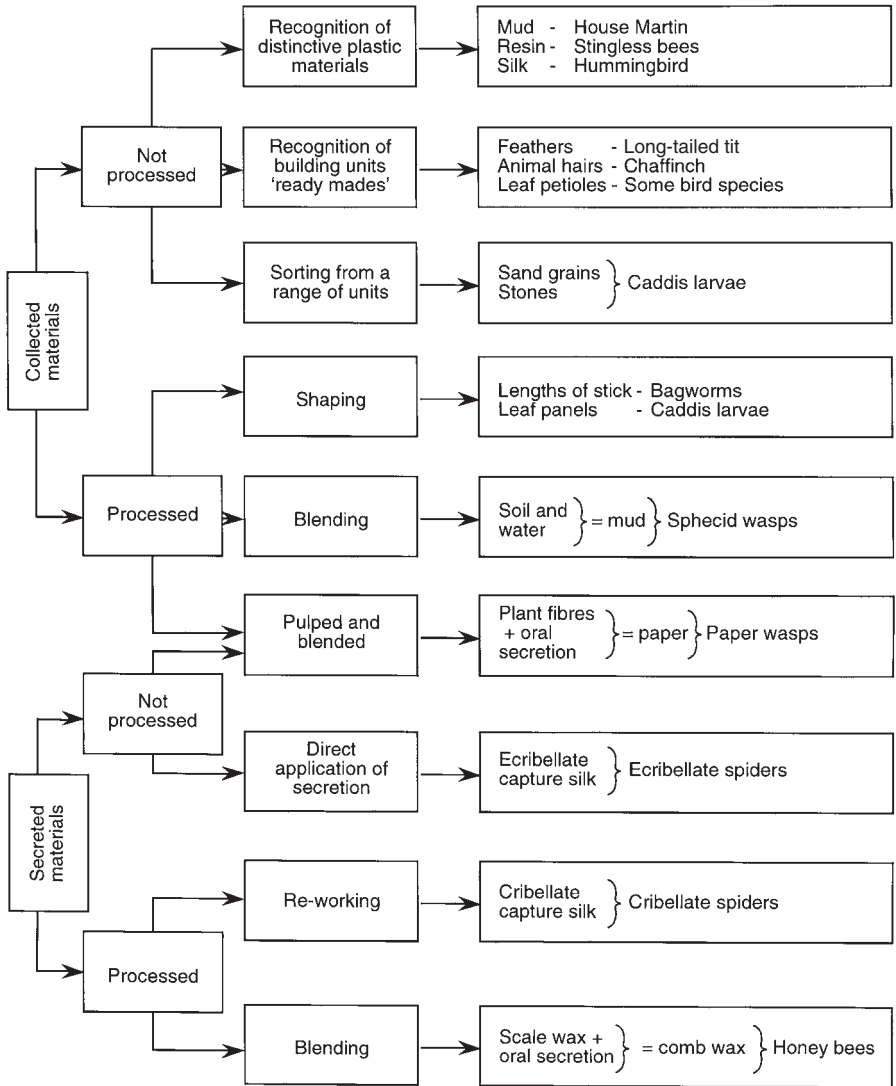 Recognition of
distinctive plastic
materials
Mud - House Martin
Resin - Stingless bees
Silk - Hummingbird
Not
processed
Recognition of
building units
'ready mades'
Feathers - Long-tailed tit
Animal hairs - Chaffinch
Leaf petioles - Some bird species
Sorting from a
range of units
Sand grains
Stones
} Caddis larvae
Collected
materials
Shaping
Lengths of stick - Bagworms
Leaf panels - Caddis larvae
Processed
Blending
Soil and
water
} = mud } Sphecid wasps
Pulped and
blended
Plant fibres
+ oral
secretion
} = paper } Paper wasps
Not
processed
Direct
application of
secretion
Ecribellate
capture silk
} Ecribellate spiders
Secreted
materials
Re-working
Cribellate
capture silk
} Cribellate spiders
Processed
Blending
Scale wax +
oral secretion
} = comb wax } Honey bees